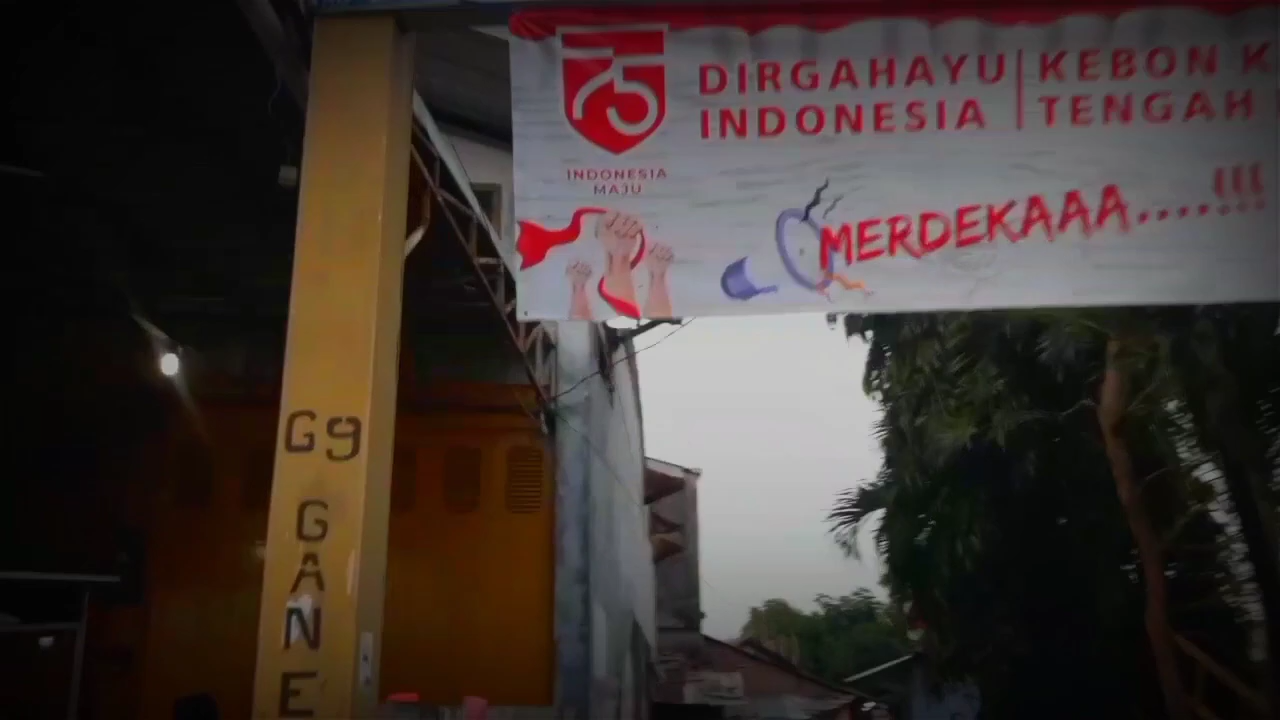 75
DIRGAHAYU
INDONESIA
KEBON K
TENGAH
INDONESIA
MAJU
MERDEKAAA.....!!!
G9
G
A
N
E